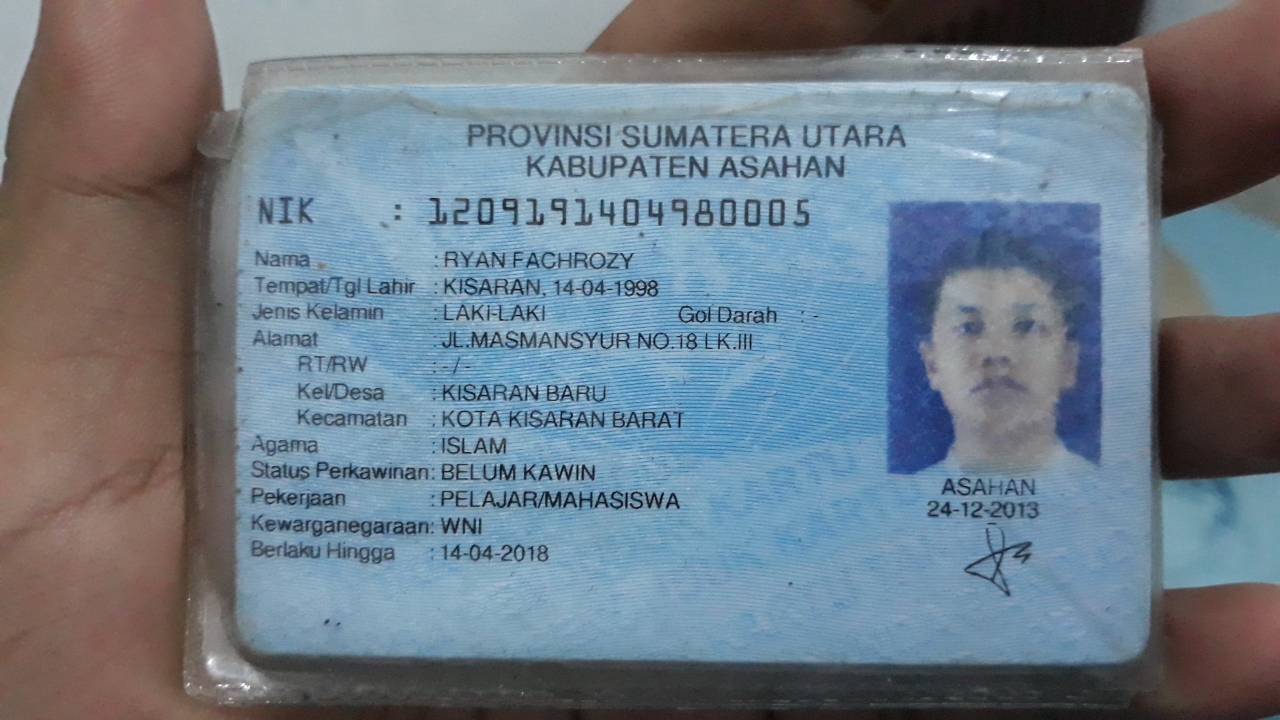 PROVINSI SUMATERA UTARA
KABUPATEN ASAHAN
NIK : 1209191404980005
Nama : RYAN FACHROZY
Tempat/Tgl Lahir : KISARAN, 14-04-1998
Jenis Kelamin : LAKI-LAKI Gol Darah : -
Alamat : JL.MASMANSYUR NO.18 LK.III
RT/RW : - / -
Kel/Desa : KISARAN BARU
Kecamatan : KOTA KISARAN BARAT
Agama : ISLAM
Status Perkawinan: BELUM KAWIN
Pekerjaan : PELAJAR/MAHASISWA
Kewarganegaraan: WNI
Berlaku Hingga : 14-04-2018
ASAHAN
24-12-2013